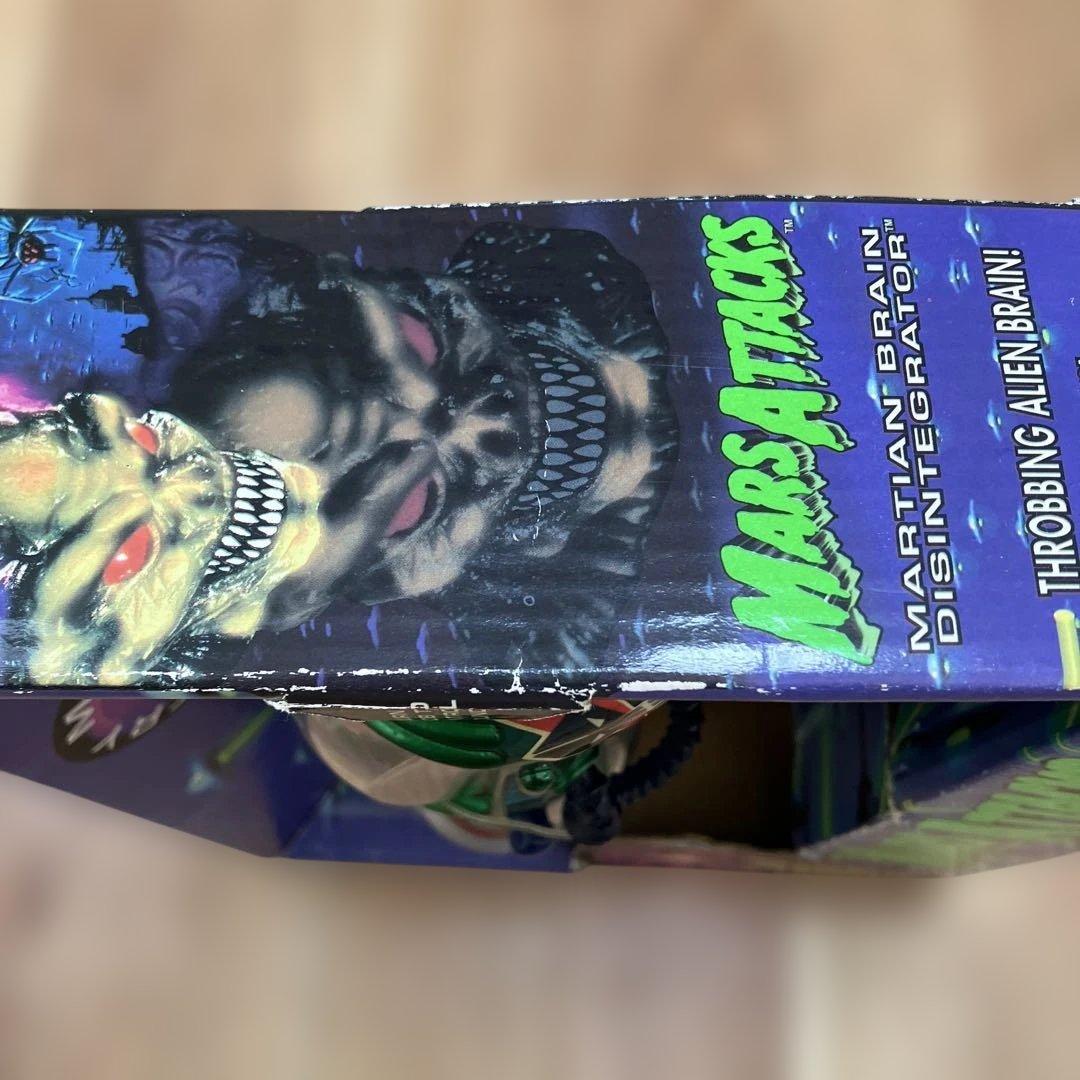 MARS ATTACKS™
MARTIAN BRAIN
DISINTEGRATOR™
THROBBING ALIEN BRAIN!